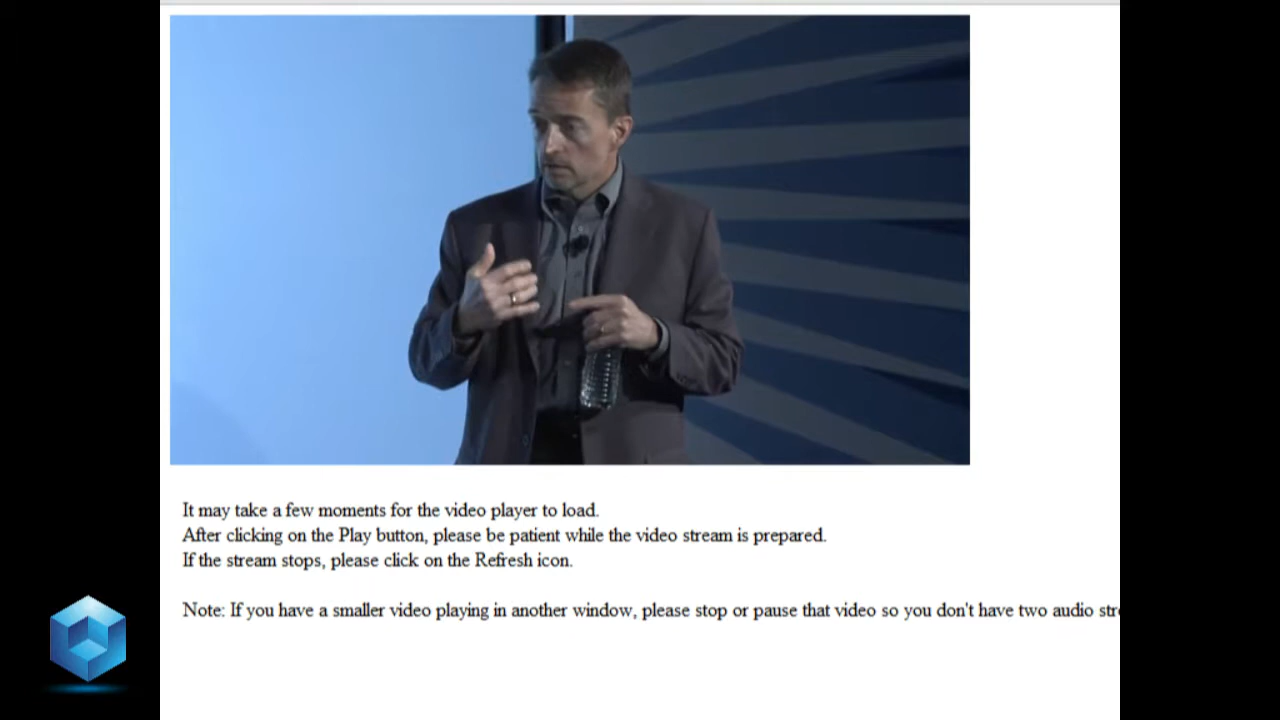 It may take a few moments for the video player to load.
After clicking on the Play button, please be patient while the video stream is prepared.
If the stream stops, please click on the Refresh icon.
Note: If you have a smaller video playing in another window, please stop or pause that video so you don't have two audio